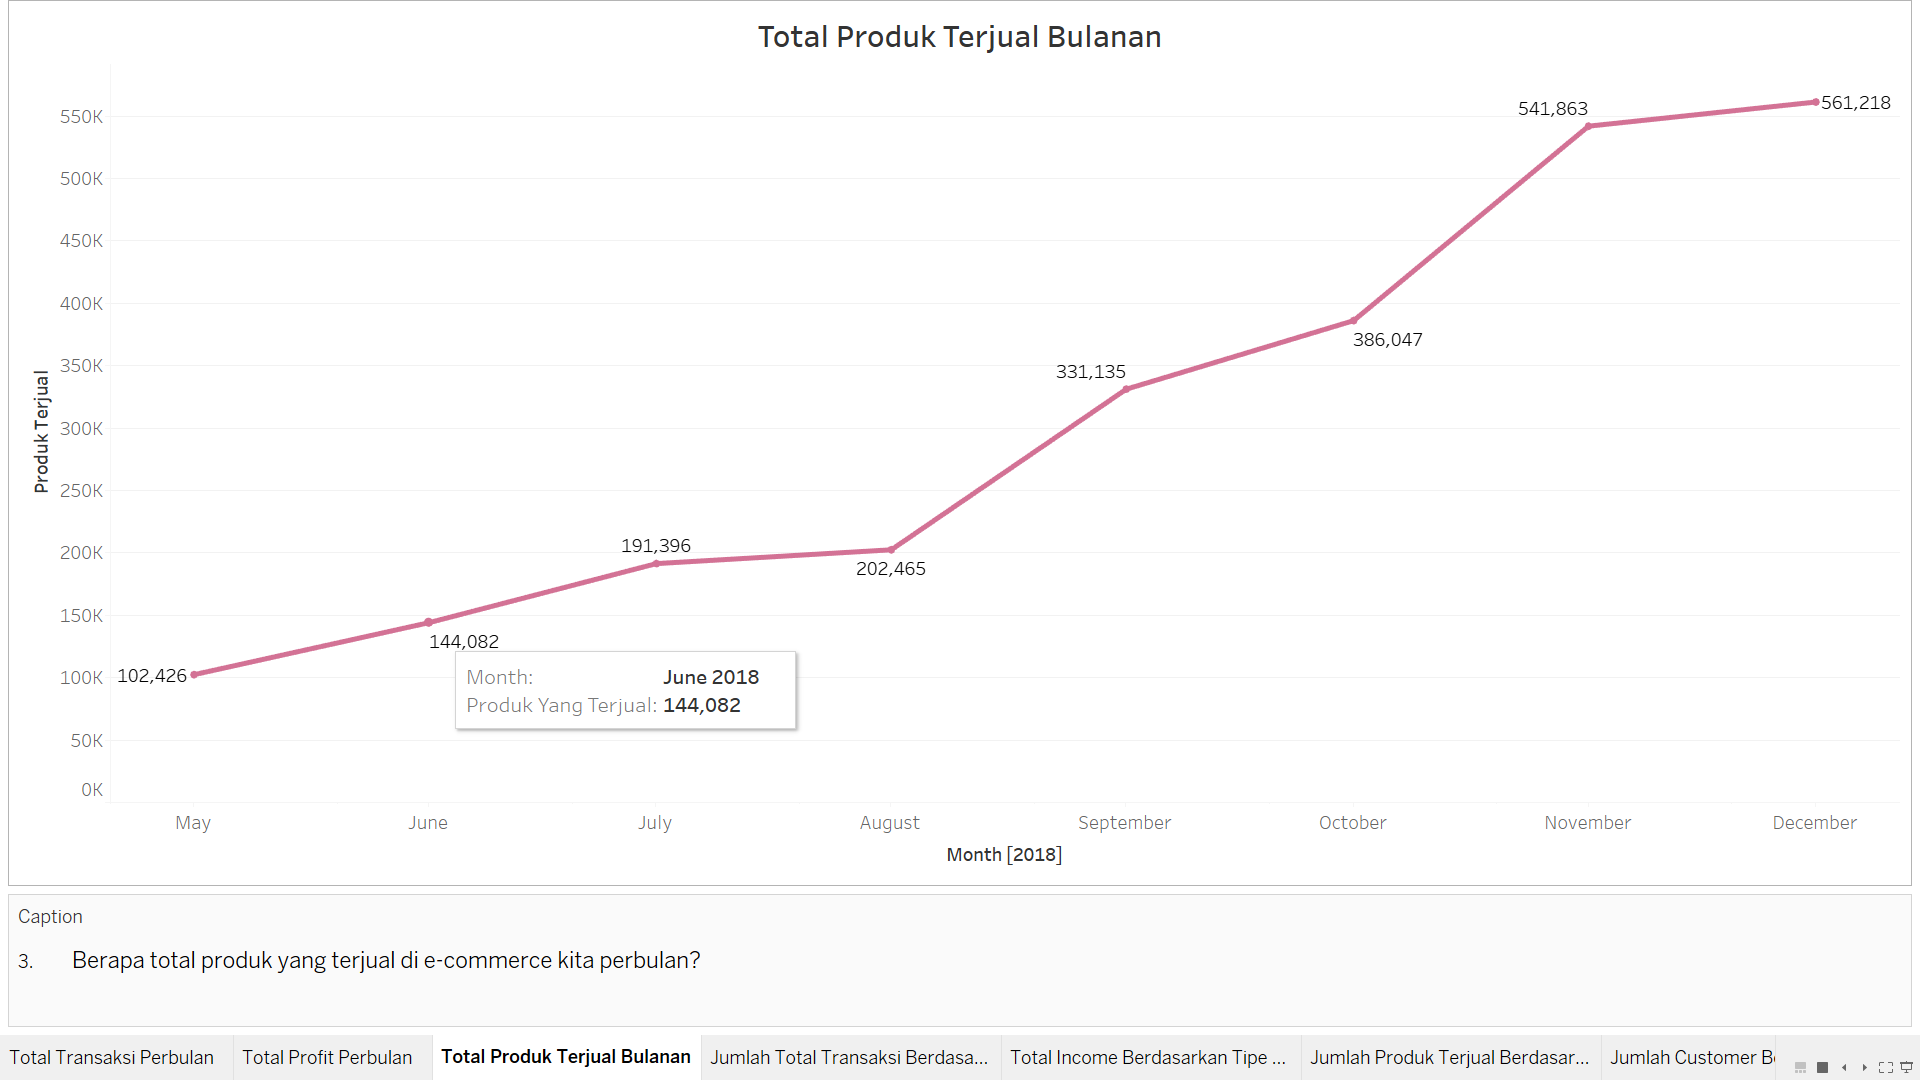 Total Produk Terjual Bulanan
Produk Terjual
550K
500K
450K
400K
350K
300K
250K
200K
150K
100K
50K
0K
102,426
144,082
191,396
202,465
331,135
386,047
541,863
561,218
Month: June 2018
Produk Yang Terjual: 144,082
May June July August September October November December
Month [2018]
Caption
3. Berapa total produk yang terjual di e-commerce kita perbulan?
Total Transaksi Perbulan Total Profit Perbulan Total Produk Terjual Bulanan Jumlah Total Transaksi Berdasa... Total Income Berdasarkan Tipe ... Jumlah Produk Terjual Berdasar... Jumlah Customer